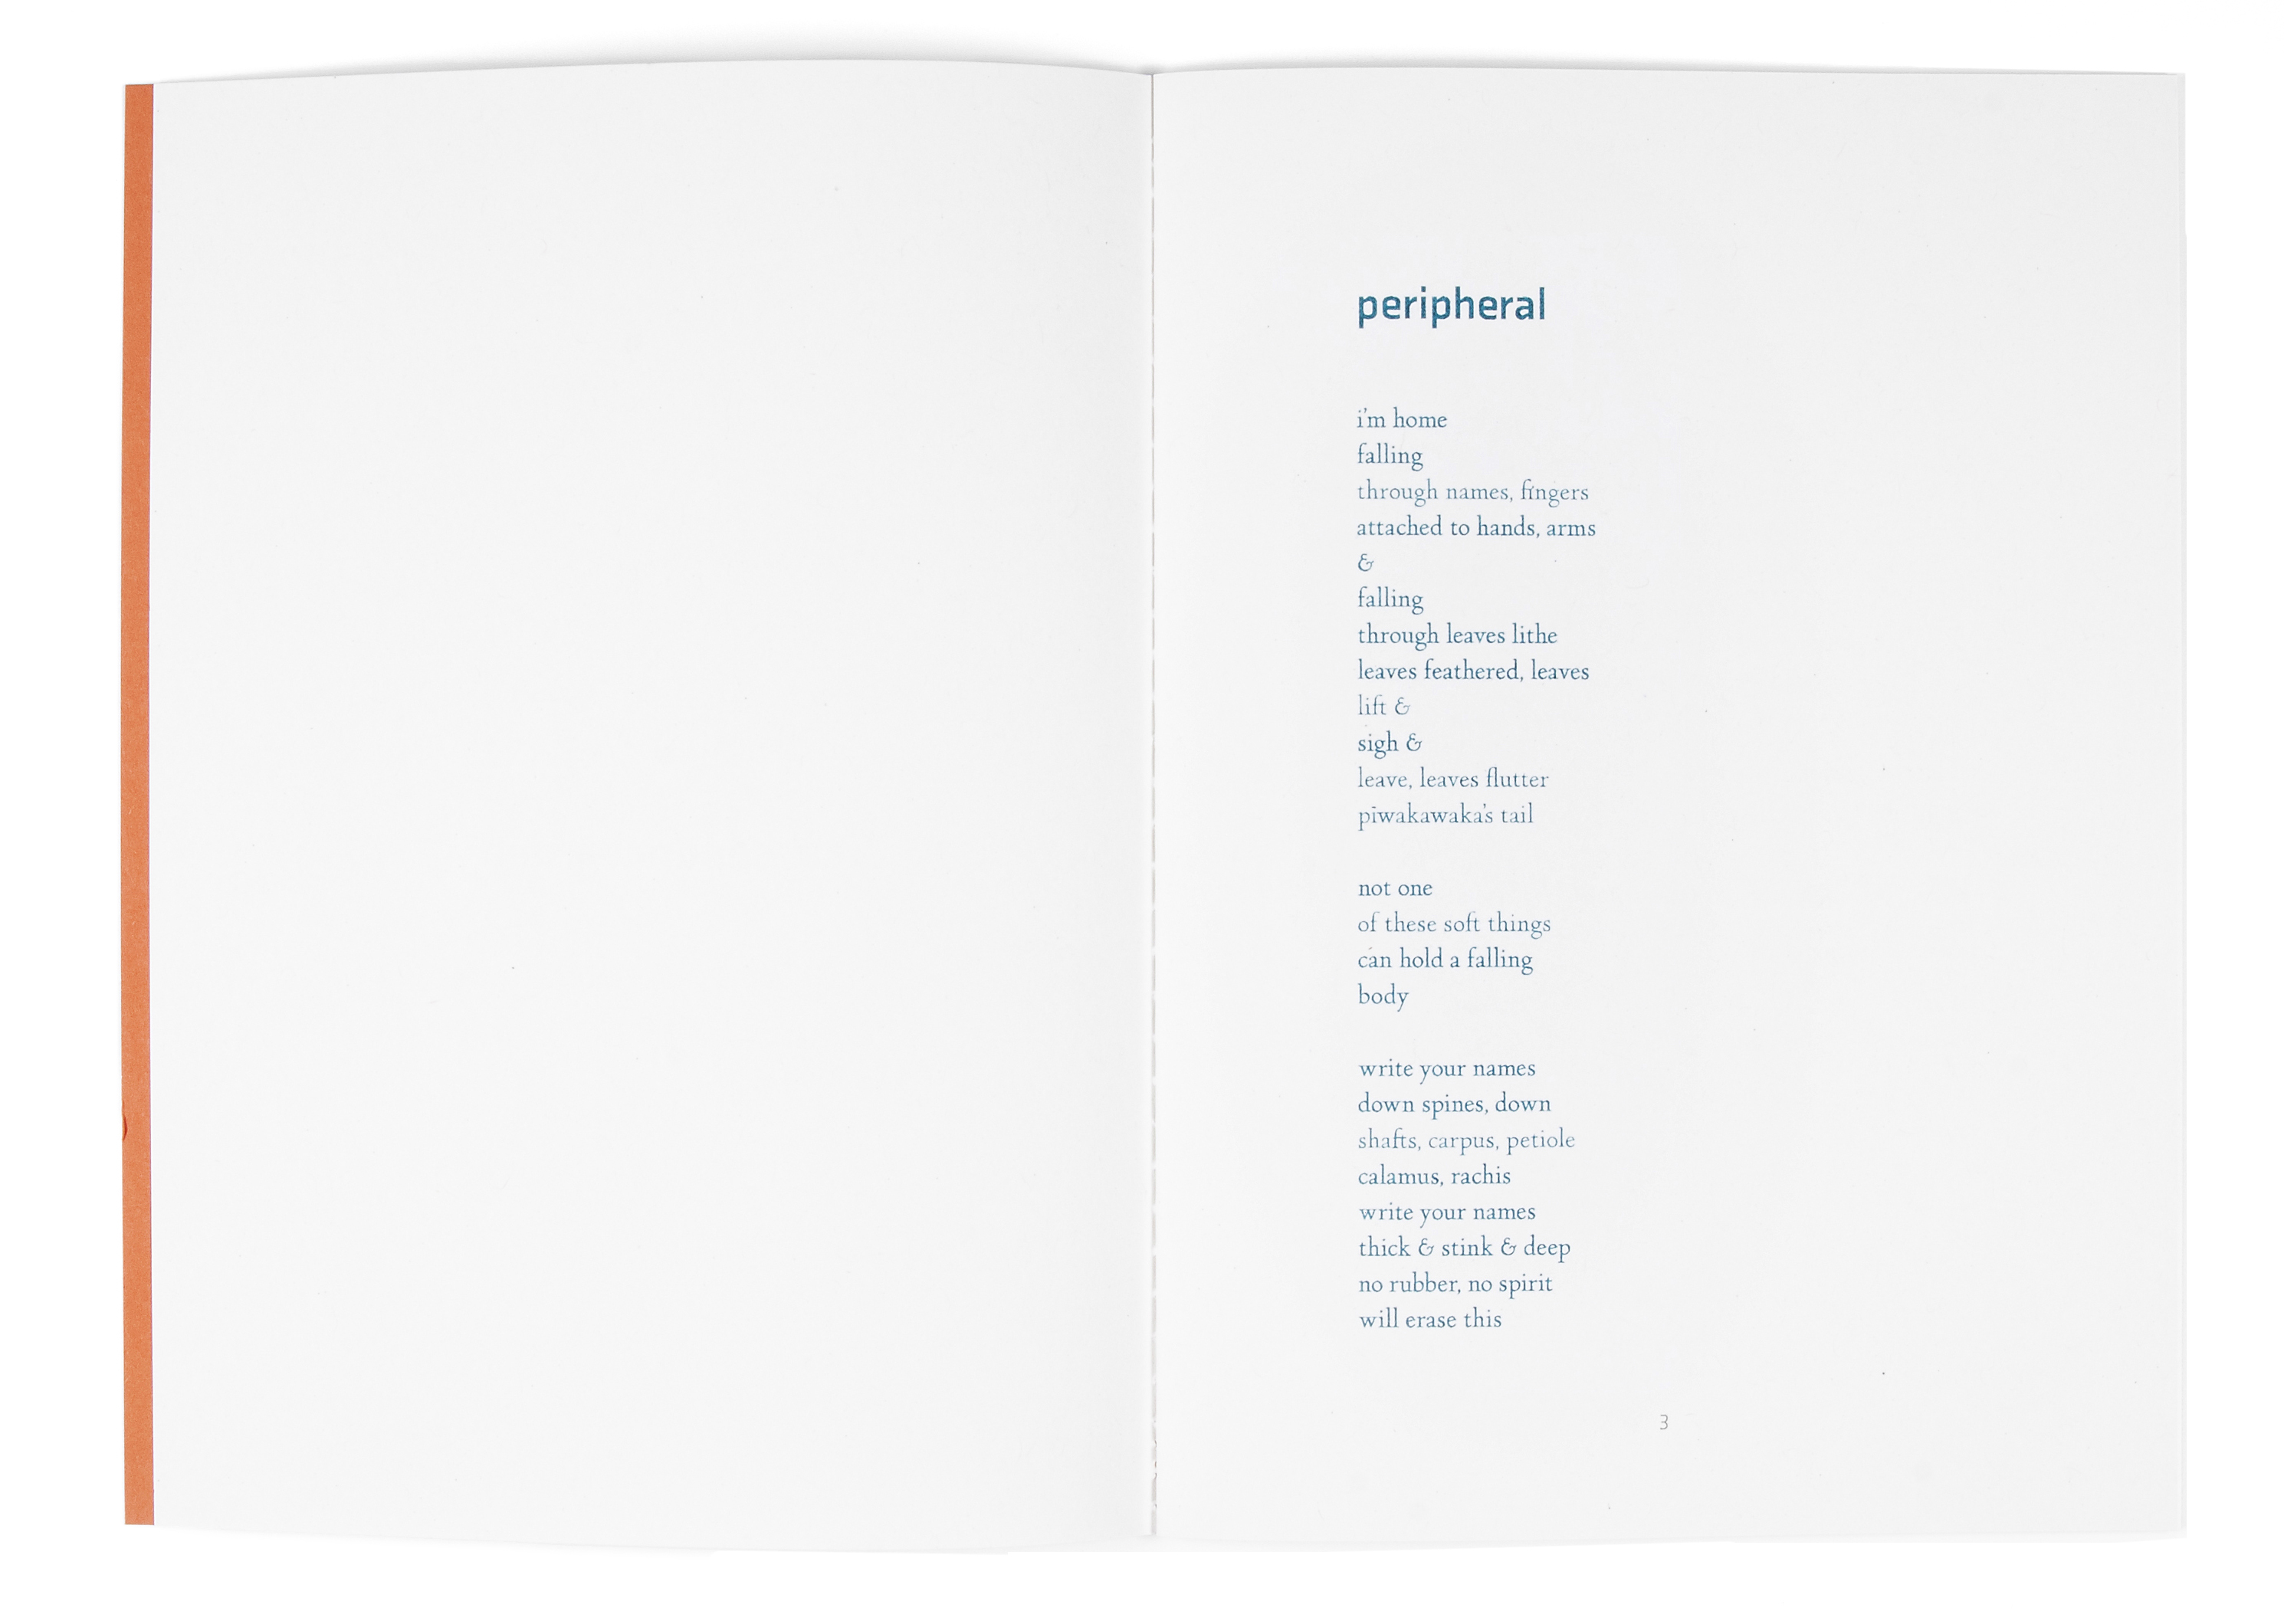 peripheral
i’m home
falling
through names, fingers
attached to hands, arms
&
falling
through leaves lithe
leaves feathered, leaves
lift &
sigh &
leave, leaves flutter
pīwakawaka’s tail
not one
of these soft things
can hold a falling
body
write your names
down spines, down
shafts, carpus, petiole
calamus, rachis
write your names
thick & stink & deep
no rubber, no spirit
will erase this
3